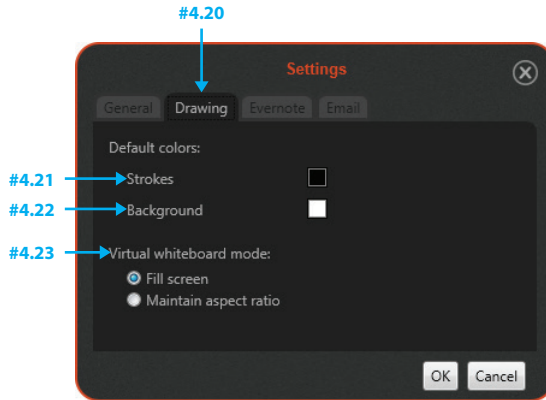 #4.20
Settings
General Drawing Evernote Email
Default colors:
#4.21 Strokes
#4.22 Background
#4.23 Virtual whiteboard mode:
Fill screen
Maintain aspect ratio
OK Cancel